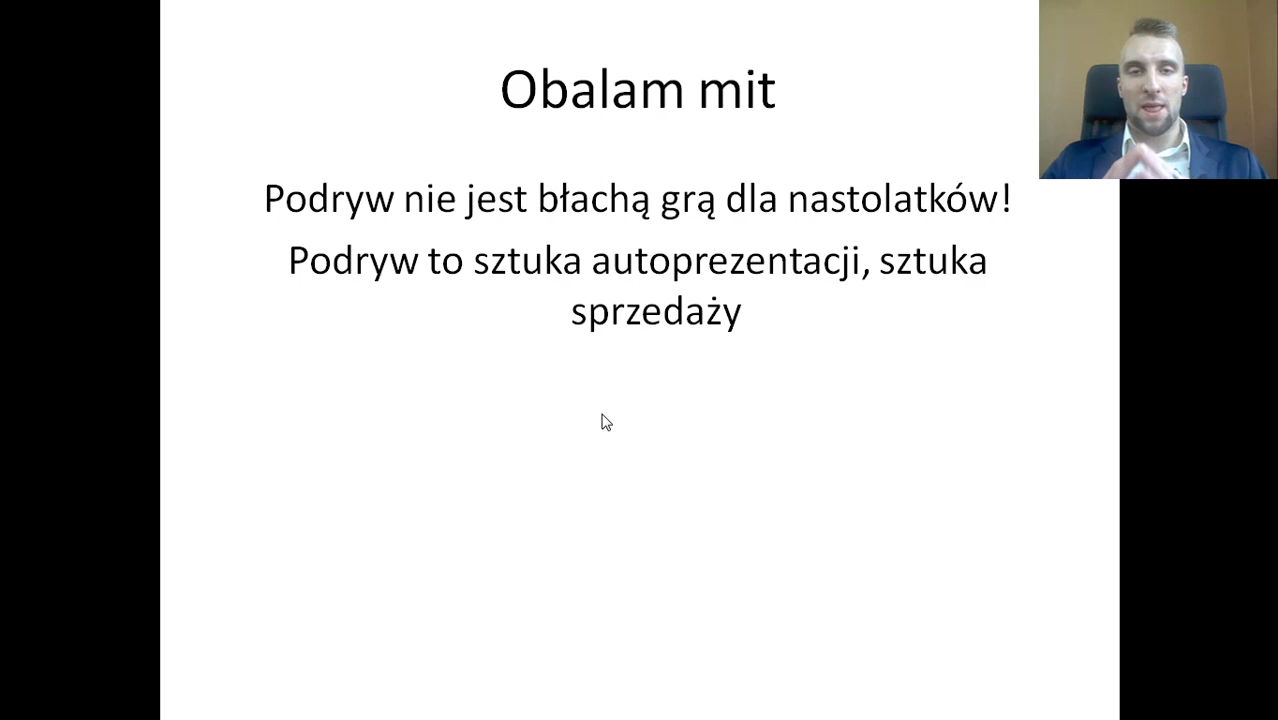 Obalam mit
Podryw nie jest błachą grą dla nastolatków!
Podryw to sztuka autoprezentacji, sztuka
sprzedaży